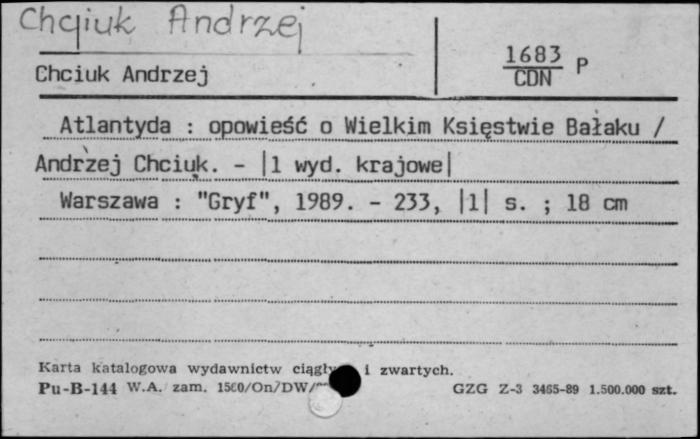 Chciuk Andrzej
Chciuk Andrzej
1683 P
CDN
Atlantyda : opowieść o Wielkim Księstwie Bałaku /
Andrzej Chciuk. - |1 wyd. krajowe|
Warszawa : "Gryf", 1989. - 233, |1| s. ; 18 cm
Karta katalogowa wydawnictw i zwartych.
Pu-B-144 W.A. zam. 1560/On/DW/ GZG Z-3 3465-89 1.500.000 szt.